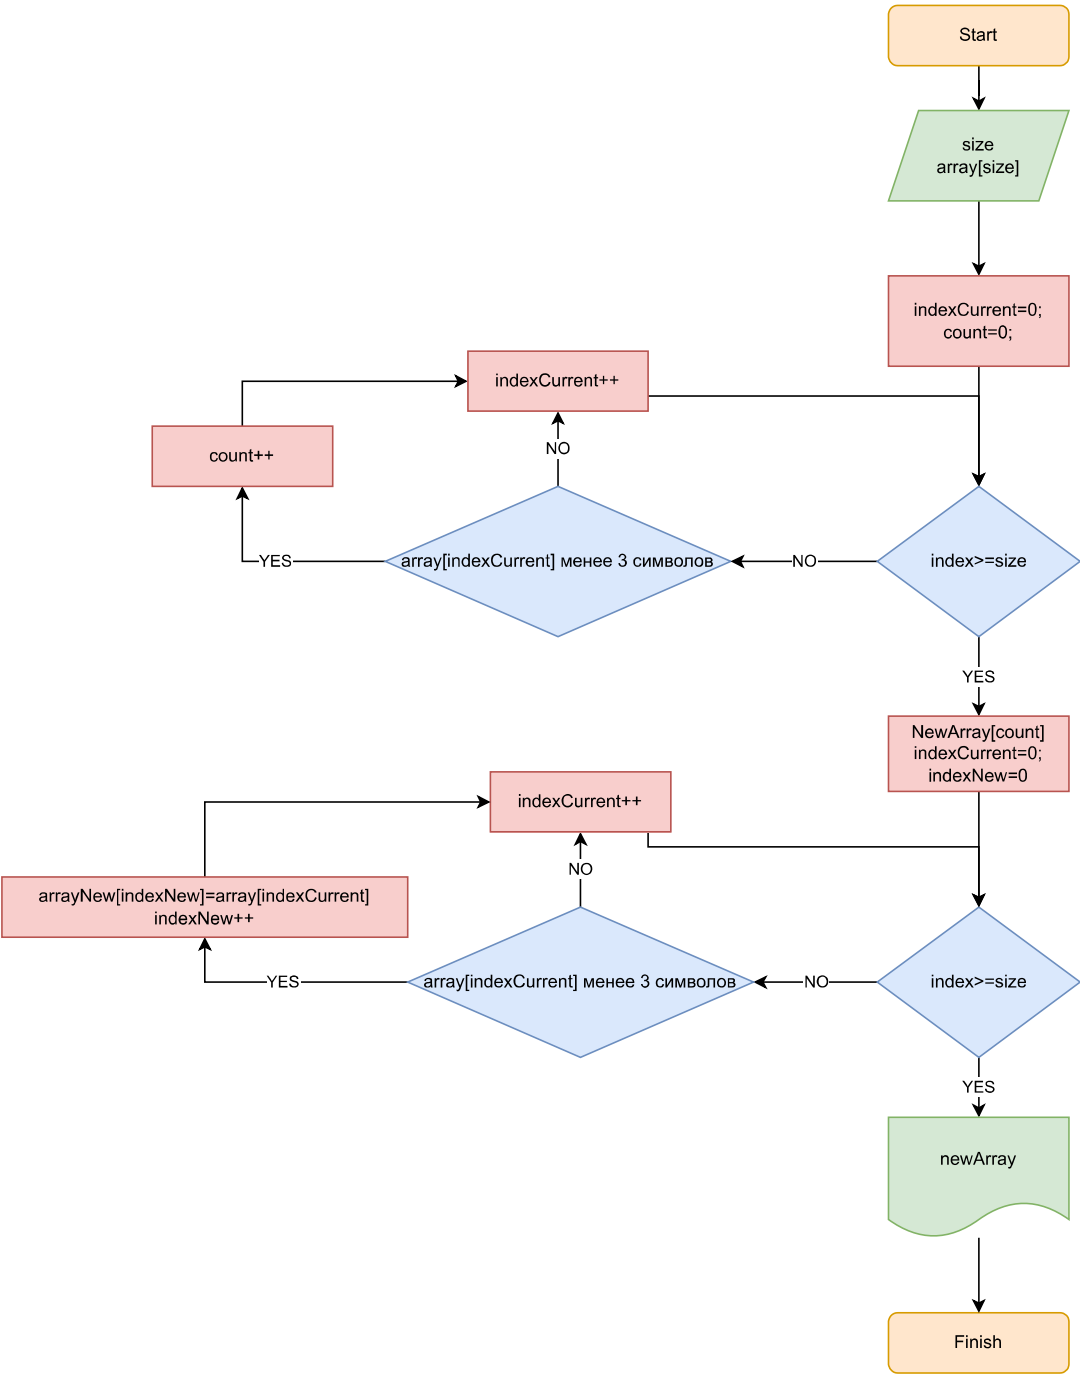 Start
size
array[size]
indexCurrent=0;
count=0;
indexCurrent++
count++
NO
array[indexCurrent] менее 3 символов
YES
NO
index>=size
YES
NewArray[count]
indexCurrent=0;
indexNew=0
indexCurrent++
NO
arrayNew[indexNew]=array[indexCurrent]
indexNew++
array[indexCurrent] менее 3 символов
YES
NO
index>=size
YES
newArray
Finish